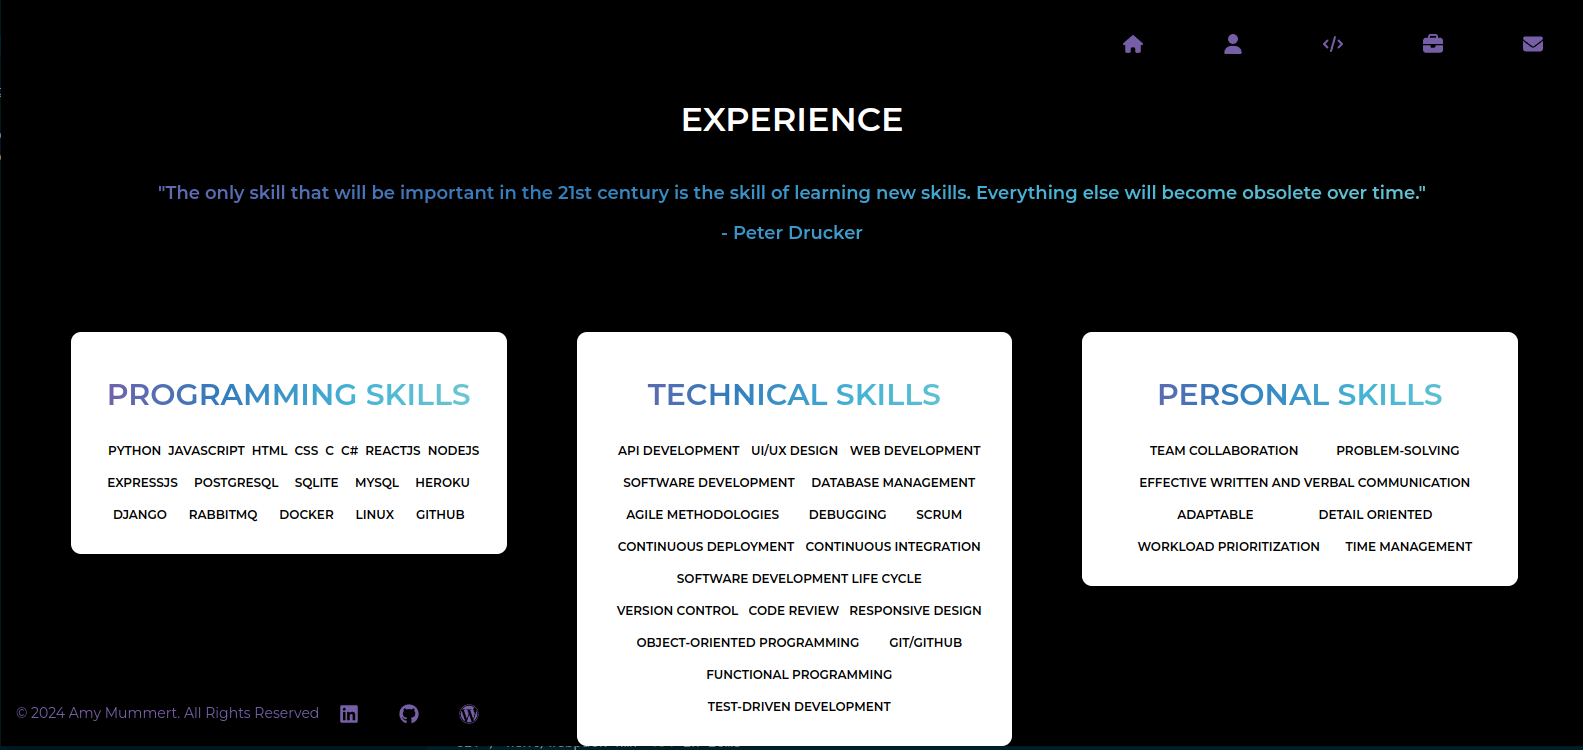 EXPERIENCE
"The only skill that will be important in the 21st century is the skill of learning new skills. Everything else will become obsolete over time."
- Peter Drucker
PROGRAMMING SKILLS
PYTHON JAVASCRIPT HTML CSS C C# REACTJS NODEJS
EXPRESSJS POSTGRESQL SQLITE MYSQL HEROKU
DJANGO RABBITMQ DOCKER LINUX GITHUB
TECHNICAL SKILLS
API DEVELOPMENT UI/UX DESIGN WEB DEVELOPMENT
SOFTWARE DEVELOPMENT DATABASE MANAGEMENT
AGILE METHODOLOGIES DEBUGGING SCRUM
CONTINUOUS DEPLOYMENT CONTINUOUS INTEGRATION
SOFTWARE DEVELOPMENT LIFE CYCLE
VERSION CONTROL CODE REVIEW RESPONSIVE DESIGN
OBJECT-ORIENTED PROGRAMMING GIT/GITHUB
FUNCTIONAL PROGRAMMING
TEST-DRIVEN DEVELOPMENT
PERSONAL SKILLS
TEAM COLLABORATION PROBLEM-SOLVING
EFFECTIVE WRITTEN AND VERBAL COMMUNICATION
ADAPTABLE DETAIL ORIENTED
WORKLOAD PRIORITIZATION TIME MANAGEMENT
© 2024 Amy Mummert. All Rights Reserved